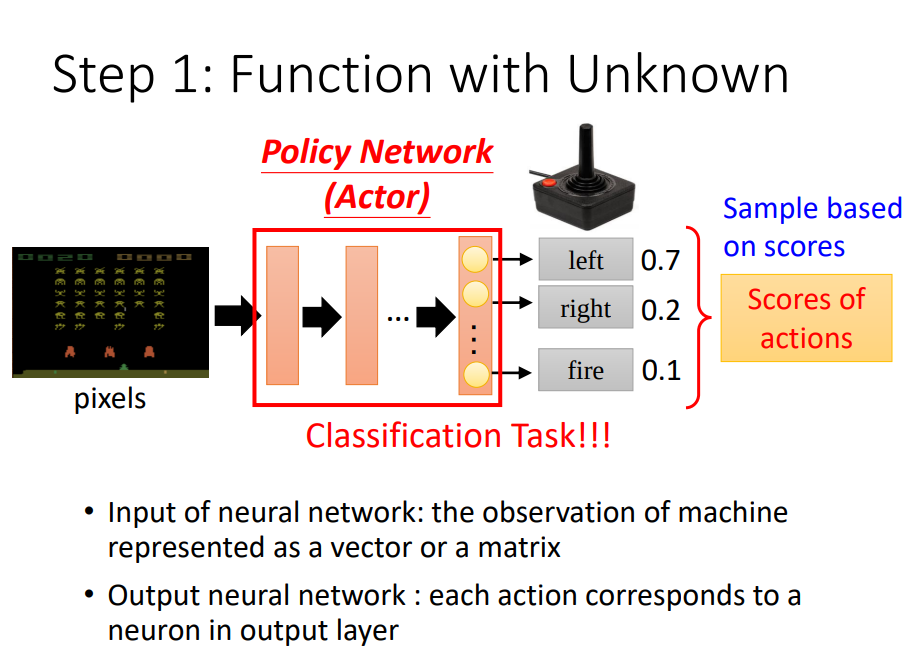 Step 1: Function with Unknown
Policy Network
(Actor)
Sample based
on scores
left 0.7
right 0.2
fire 0.1
Scores of
actions
...
pixels
Classification Task!!!
• Input of neural network: the observation of machine
represented as a vector or a matrix
• Output neural network : each action corresponds to a
neuron in output layer